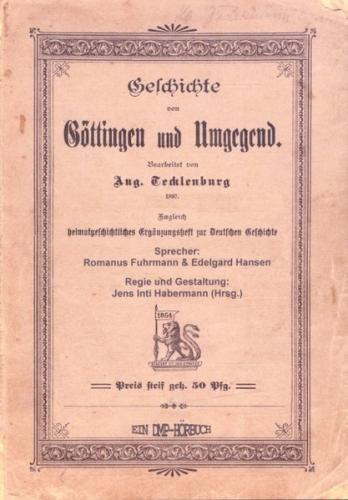 Geschichte
von
Göttingen und Umgegend.
Bearbeitet von
Aug. Tecklenburg
1897.
Zugleich
heimatgeschichtliches Ergänzungsheft zur Deutschen Geschichte
Sprecher:
Romanus Fuhrmann & Edelgard Hansen
Regie und Gestaltung:
Jens Inti Habermann (Hrsg.)
1854
Preis steif geh. 50 Pfg.
EIN DMP-HÖRBUCH